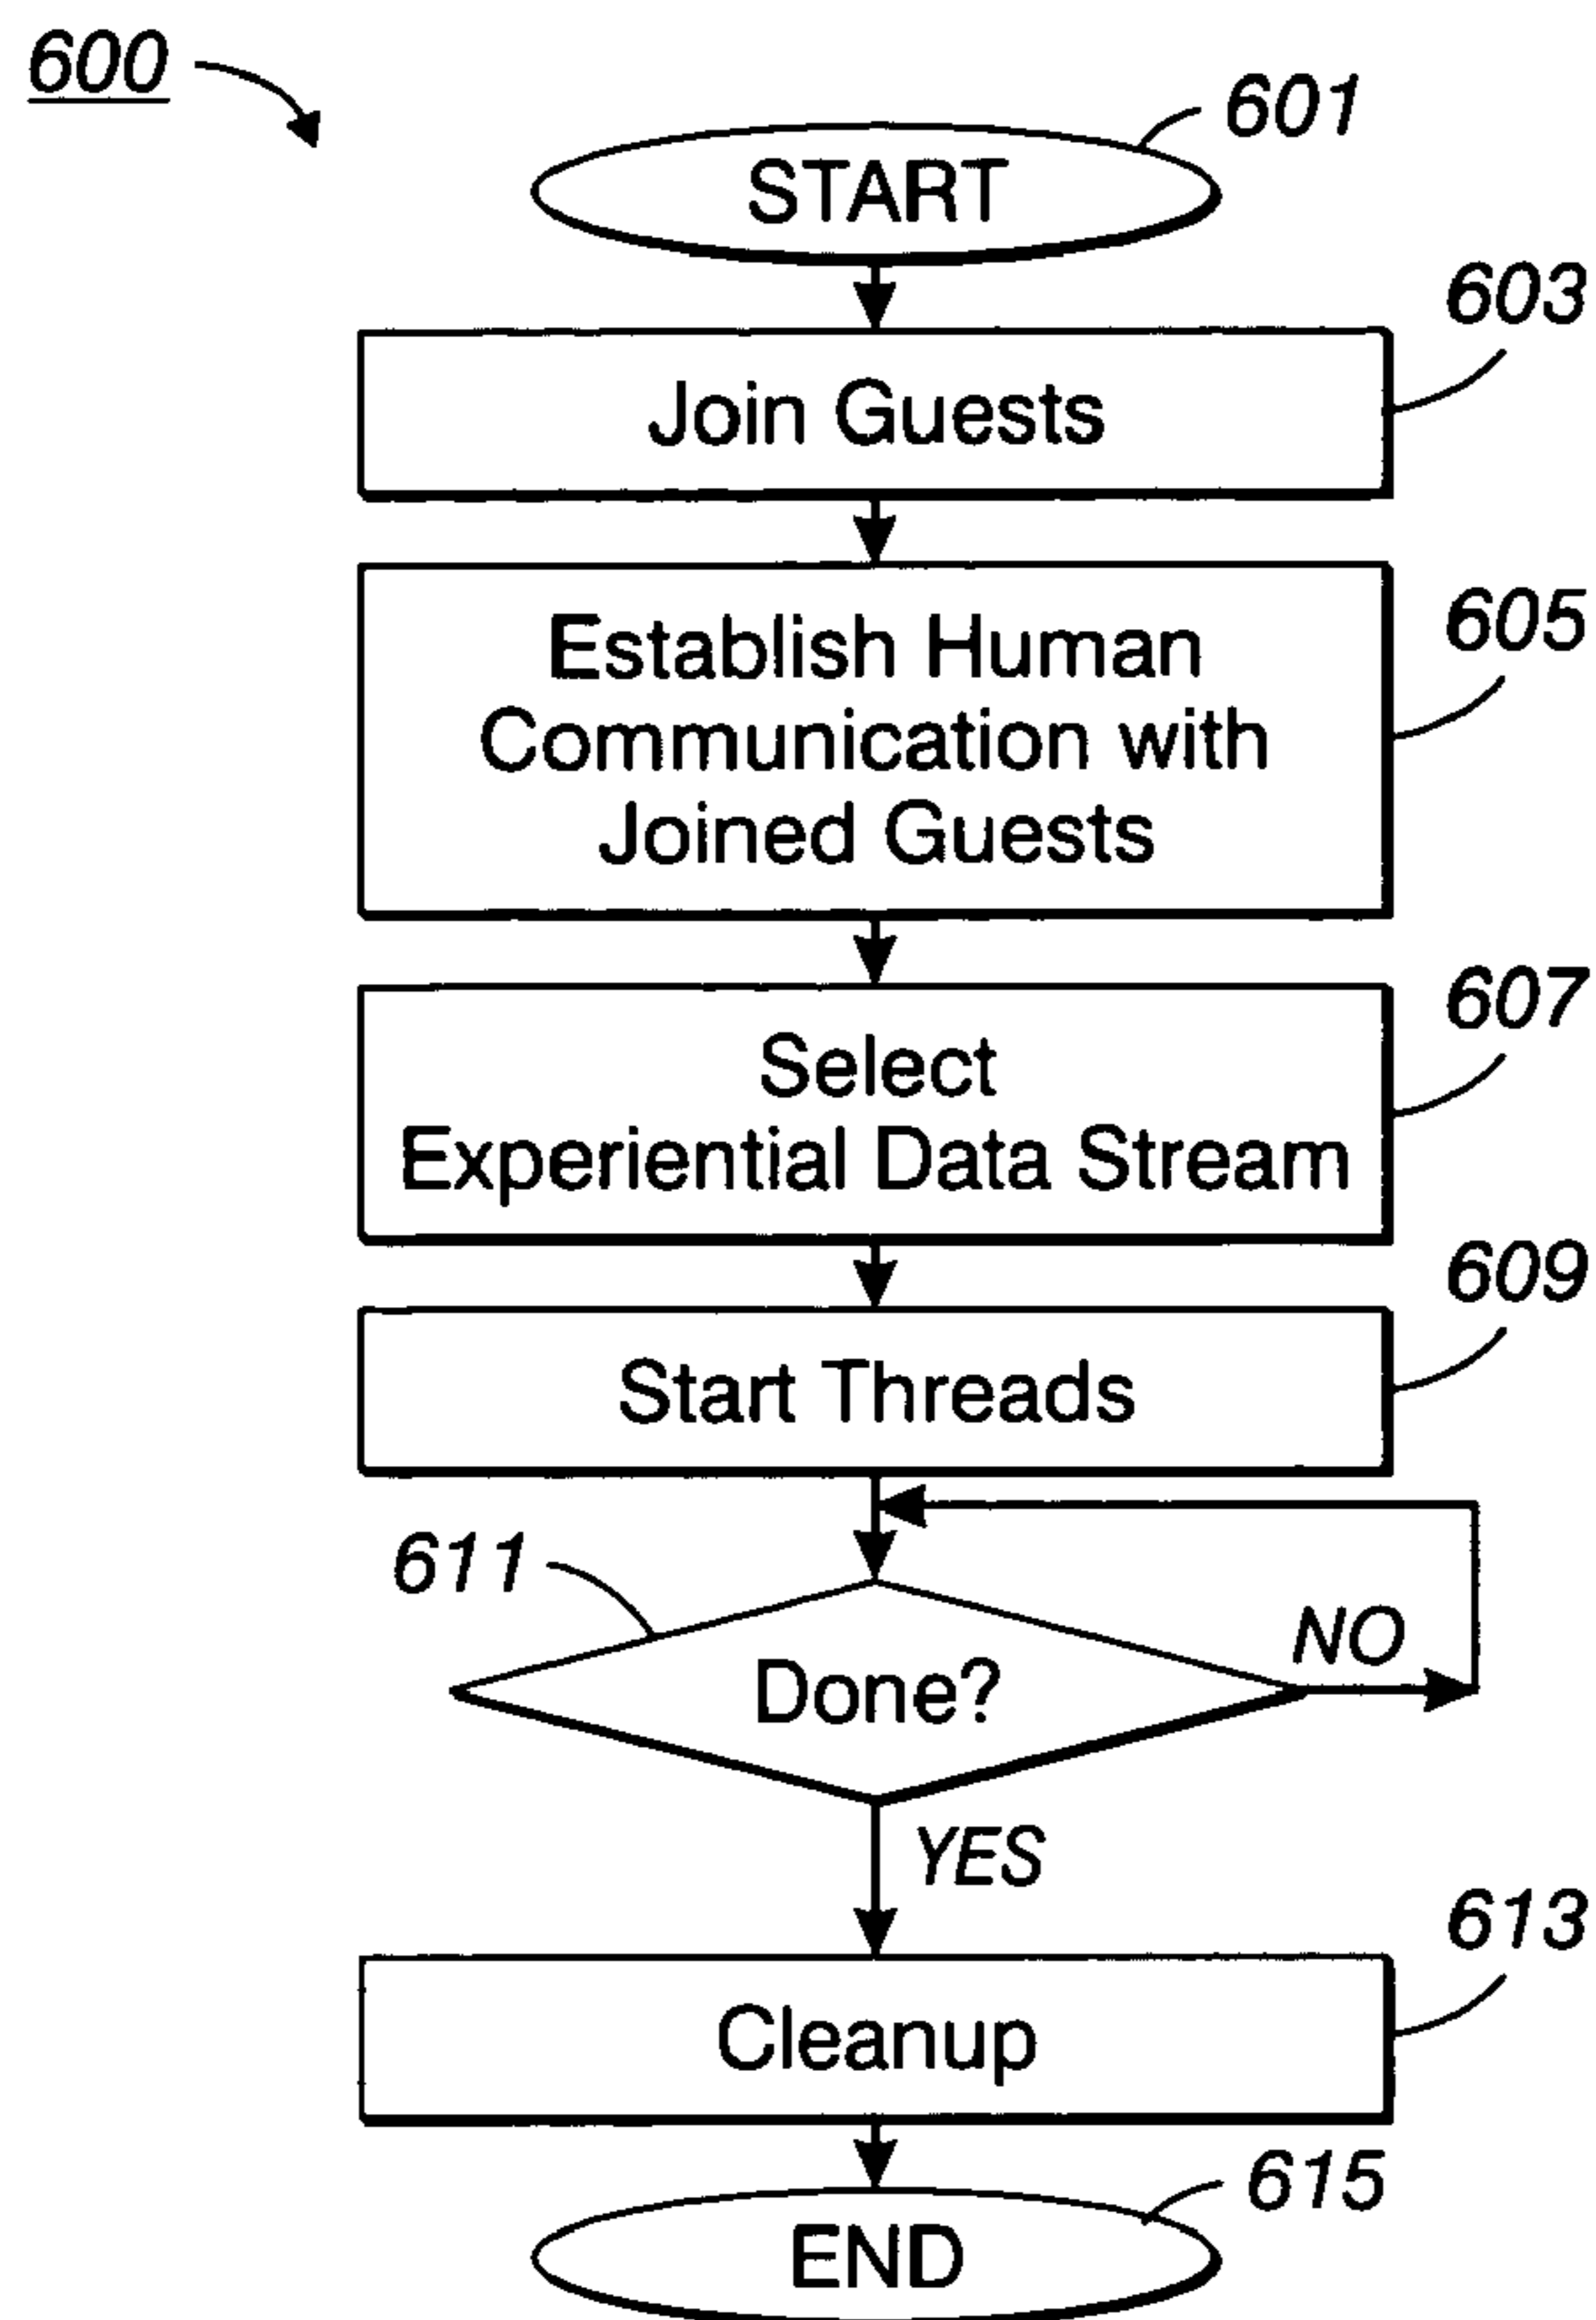 600
601
START
603
Join Guests
605
Establish Human
Communication with
Joined Guests
607
Select
Experiential Data Stream
609
Start Threads
611
Done?
NO
YES
613
Cleanup
615
END